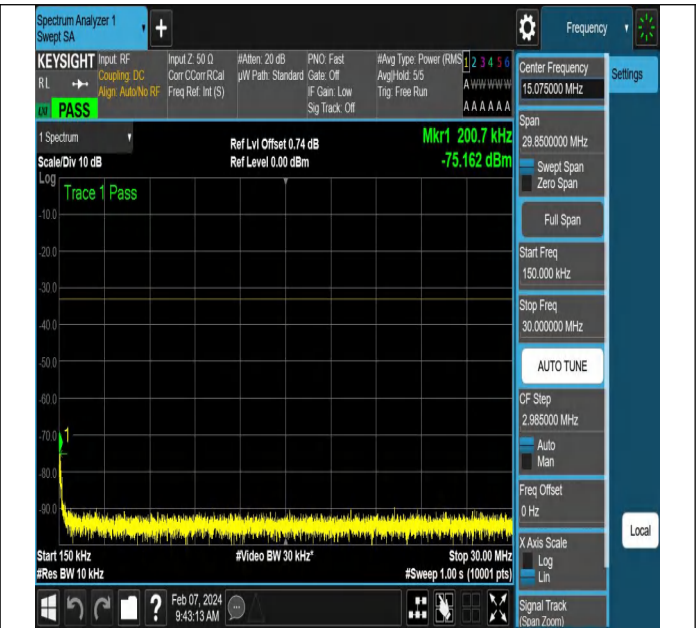 Spectrum Analyzer 1
Swept SA
+
Frequency
KEYSIGHT
RL
PASS
Input: RF
Coupling: DC
Align: Auto/No RF
Input Z: 50 Ω
Corr CCorr RCal
Freq Ref: Int (S)
#Atten: 20 dB
µW Path: Standard
PNO: Fast
Gate: Off
IF Gain: Low
Sig Track: Off
#Avg Type: Power (RMS
Avg|Hold: 5/5
Trig: Free Run
1 2 3 4 5 6
A W W W W W
A A A A A A
Center Frequency
15.075000 MHz
Settings
Span
29.8500000 MHz
Swept Span
Zero Span
Full Span
Start Freq
150.000 kHz
Stop Freq
30.000000 MHz
AUTO TUNE
CF Step
2.985000 MHz
Auto
Man
Freq Offset
0 Hz
X Axis Scale
Log
Lin
Signal Track
(Span Zoom)
Local
1 Spectrum
Scale/Div 10 dB
Ref Lvl Offset 0.74 dB
Ref Level 0.00 dBm
Mkr1 200.7 kHz
-75.162 dBm
Log
Trace 1 Pass
-10.0
-20.0
-30.0
-40.0
-50.0
-60.0
-70.0
1
-80.0
-90.0
Start 150 kHz
#Video BW 30 kHz*
Stop 30.00 MHz
#Res BW 10 kHz
#Sweep 1.00 s (10001 pts)
?
Feb 07, 2024
9:43:13 AM